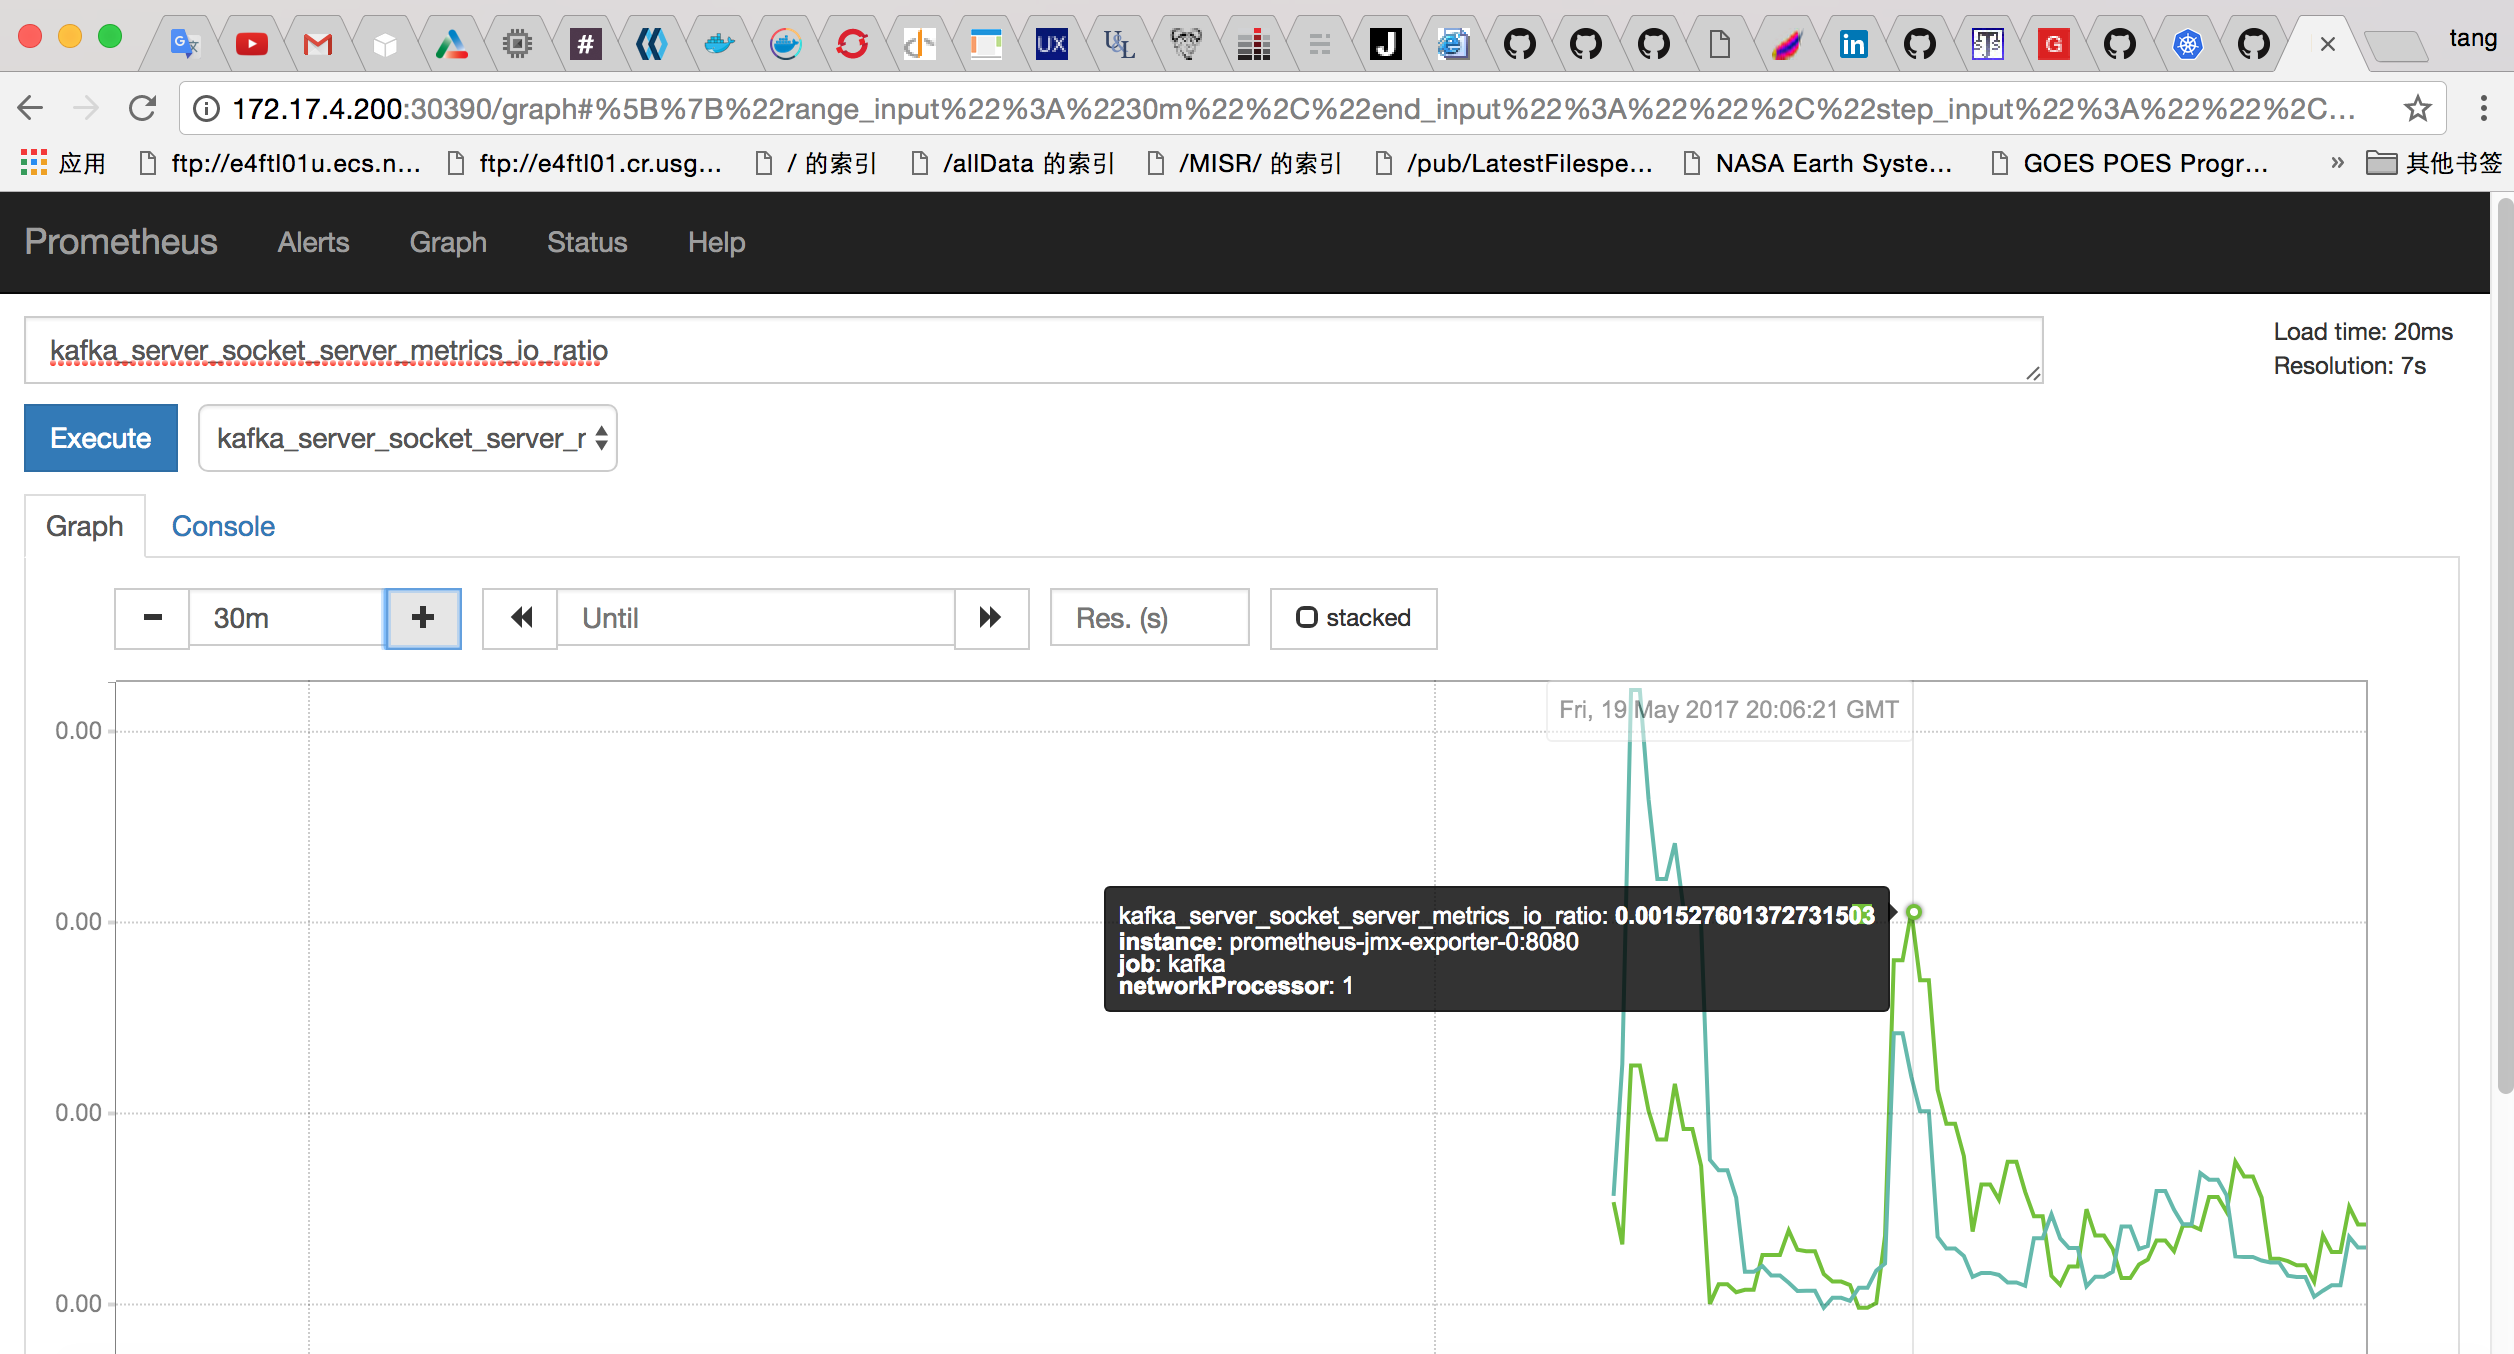 tang
172.17.4.200:30390/graph#%5B%7B%22range_input%22%3A%2230m%22%2C%22end_input%22%3A%22%22%2C%22step_input%22%3A%22%22%2C...
应用 ftp://e4ftl01u.ecs.n... ftp://e4ftl01.cr.usg... / 的索引 /allData 的索引 /MISR/ 的索引 /pub/LatestFilespe... NASA Earth Syste... GOES POES Progr... » 其他书签
Prometheus Alerts Graph Status Help
kafka_server_socket_server_metrics_io_ratio
Load time: 20ms
Resolution: 7s
Execute kafka_server_socket_server_r
Graph Console
30m Until Res. (s) stacked
Fri, 19 May 2017 20:06:21 GMT
0.00
kafka_server_socket_server_metrics_io_ratio: 0.001527601372731503
0.00
instance: prometheus-jmx-exporter-0:8080
job: kafka
networkProcessor: 1
0.00
0.00